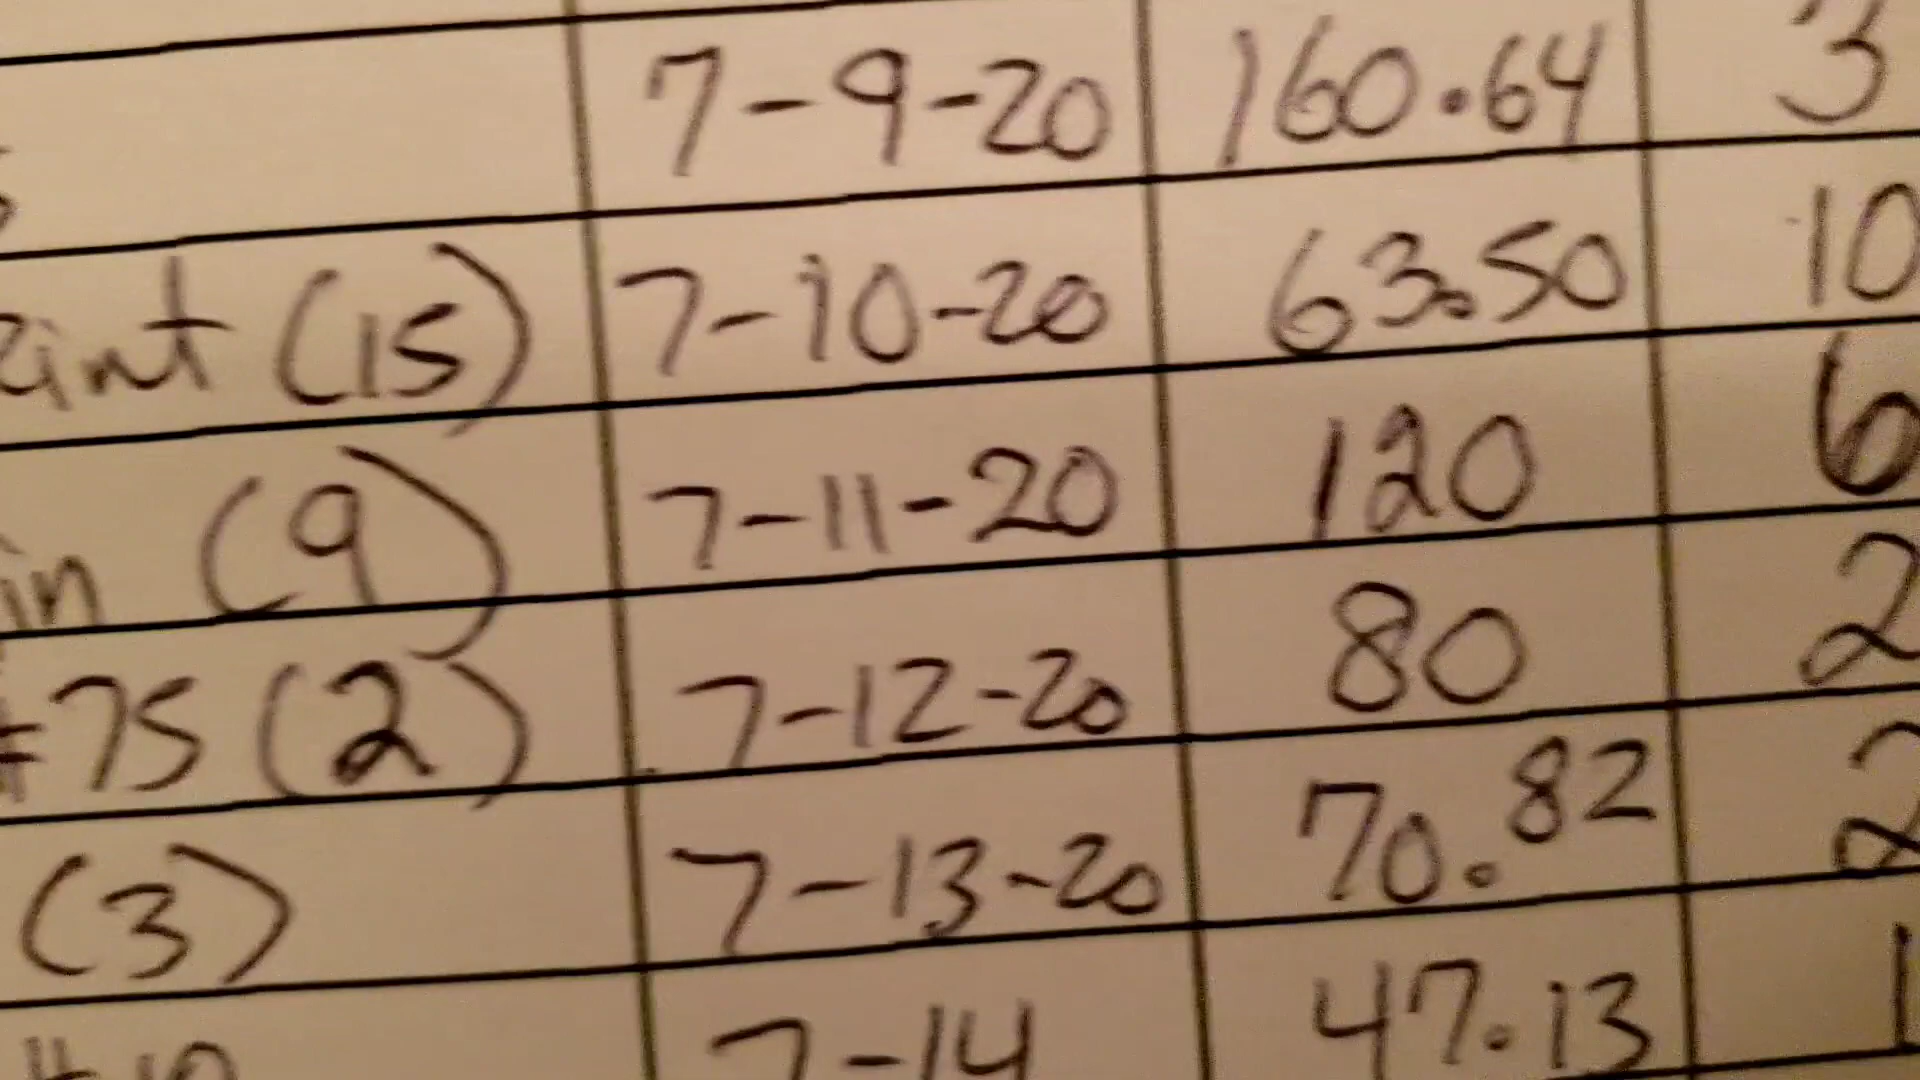 7-9-20 160.64 3
int (15) 7-10-20 63.50 10
in (9) 7-11-20 120 6
#75 (2) 7-12-20 80 2
(3) 7-13-20 70.82 2
7-14 47.13 1